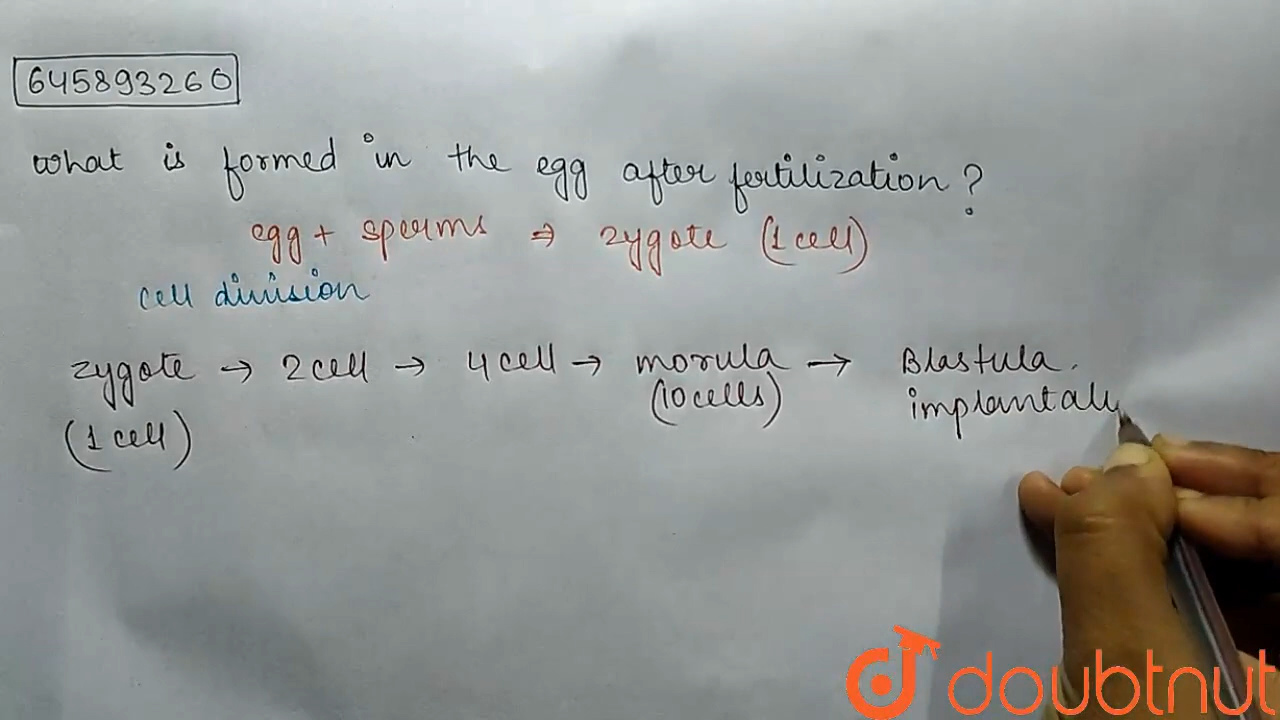 645893260
What is formed in the egg after fertilization?
egg + sperms ⇒ zygote (1 cell)
cell division
zygote → 2 cell → 4 cell → morula → Blastula.
(1 cell) (10 cells) implantati
doubtnut